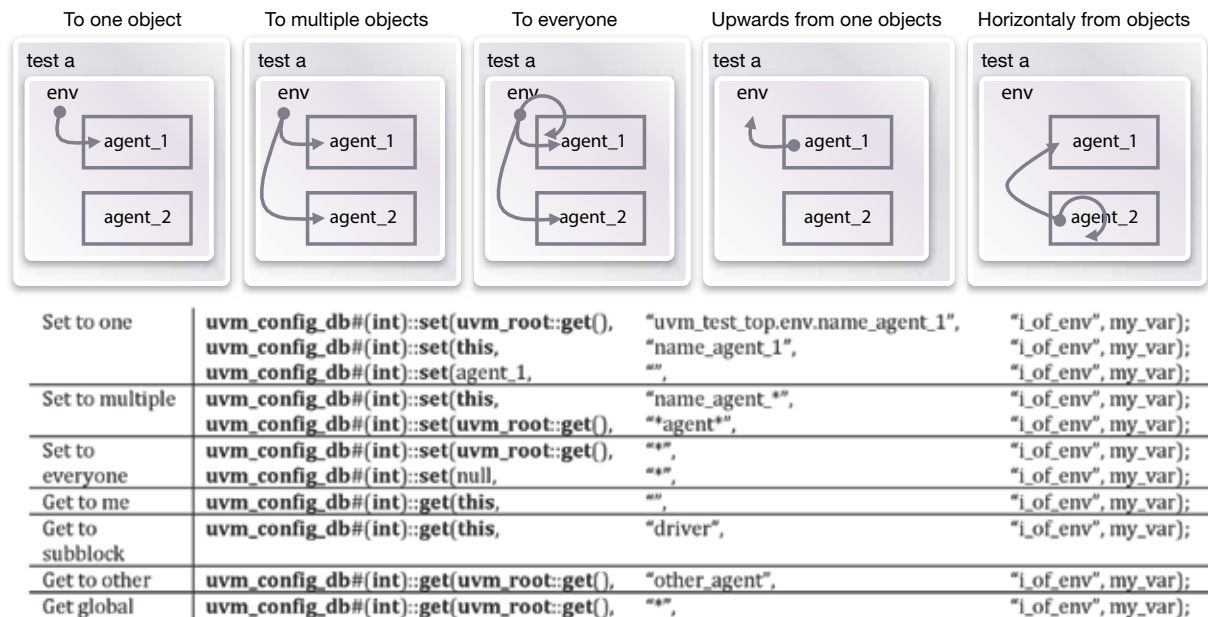 To one object
To multiple objects
To everyone
Upwards from one objects
Horizontaly from objects
test a
env
agent_1
agent_2
test a
env
agent_1
agent_2
test a
env
agent_1
agent_2
test a
env
agent_1
agent_2
test a
env
agent_1
agent_2
Set to one uvm_config_db#(int)::set(uvm_root::get(), “uvm_test_top.env.name_agent_1”, “i_of_env”, my_var);
uvm_config_db#(int)::set(this, “name_agent_1”, “i_of_env”, my_var);
uvm_config_db#(int)::set(agent_1, “”, “i_of_env”, my_var);
Set to multiple uvm_config_db#(int)::set(this, “name_agent_*”, “i_of_env”, my_var);
uvm_config_db#(int)::set(uvm_root::get(), “*agent*”, “i_of_env”, my_var);
Set to uvm_config_db#(int)::set(uvm_root::get(), “*”, “i_of_env”, my_var);
everyone uvm_config_db#(int)::set(null, “*”, “i_of_env”, my_var);
Get to me uvm_config_db#(int)::get(this, “”, “i_of_env”, my_var);
Get to uvm_config_db#(int)::get(this, “driver”, “i_of_env”, my_var);
subblock
Get to other uvm_config_db#(int)::get(uvm_root::get(), “other_agent”, “i_of_env”, my_var);
Get global uvm_config_db#(int)::get(uvm_root::get(), “*”, “i_of_env”, my_var);